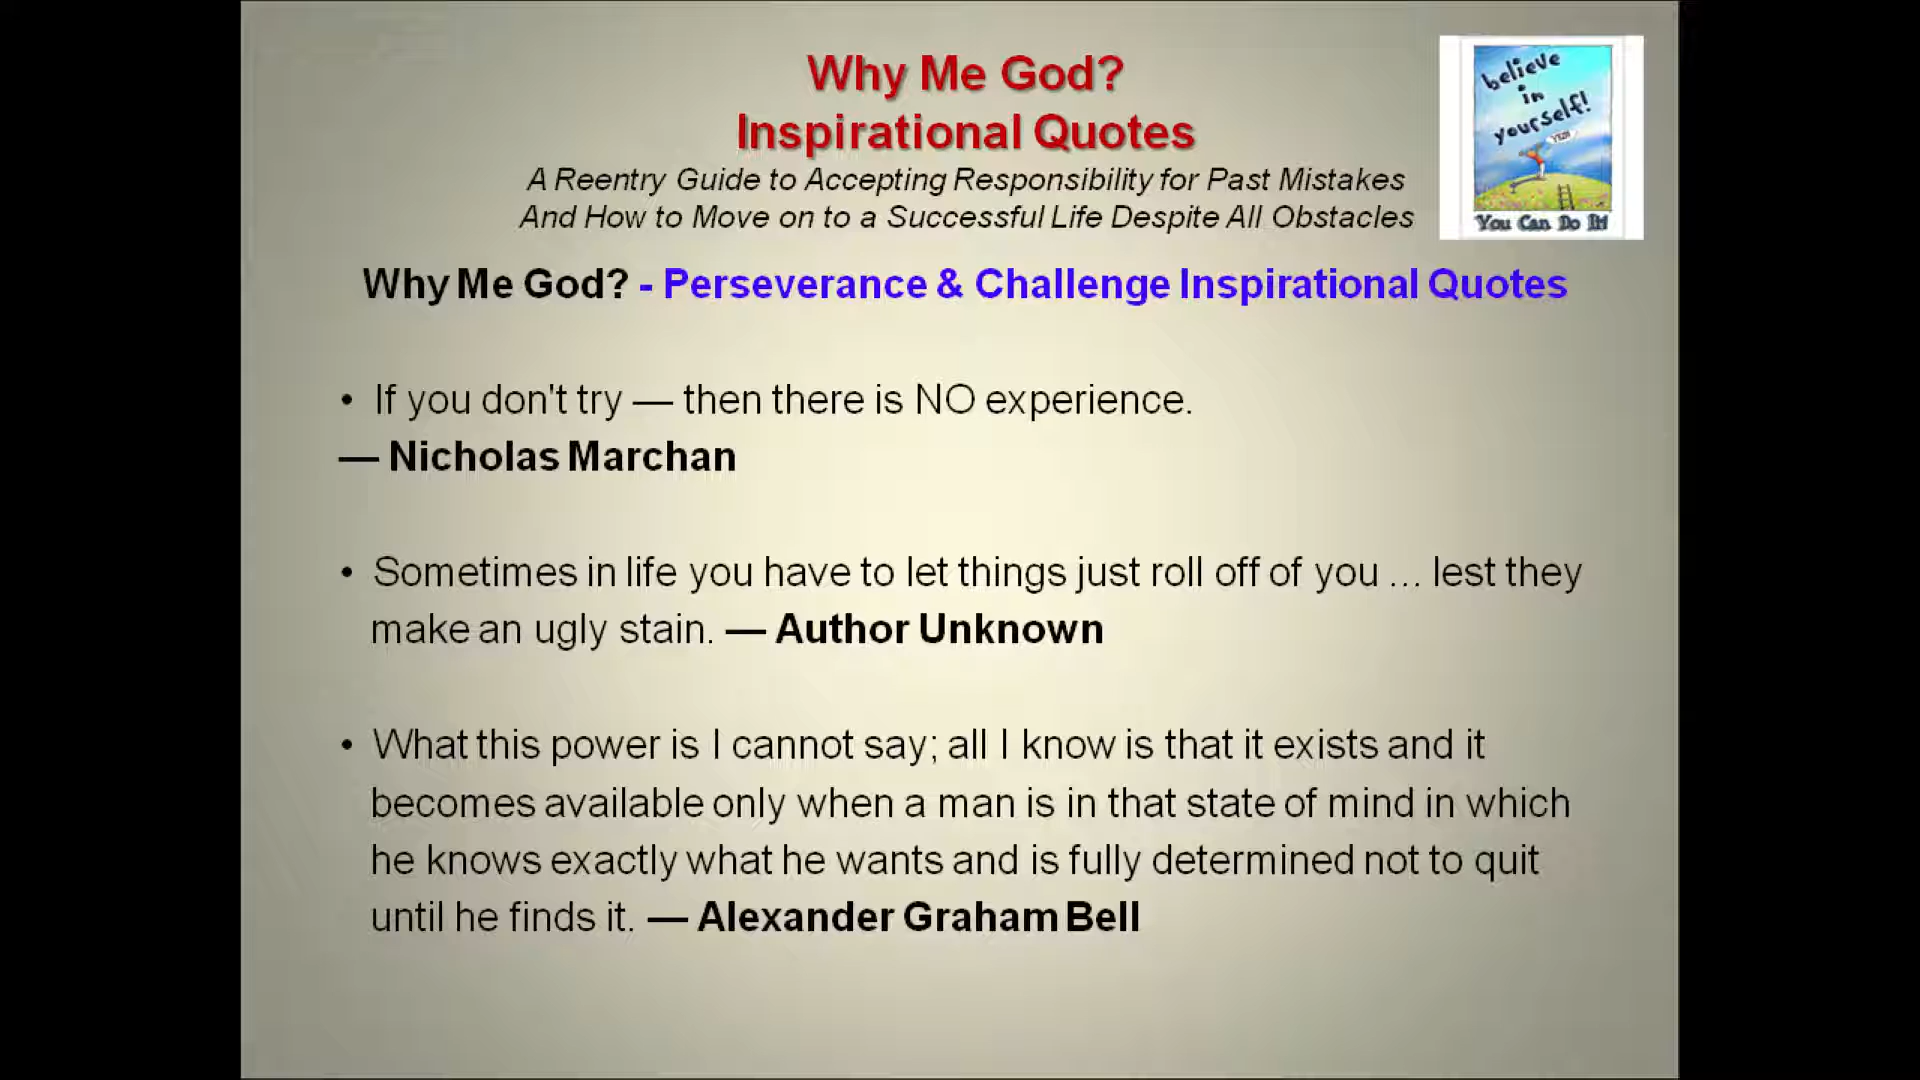 Why Me God?
Inspirational Quotes
A Reentry Guide to Accepting Responsibility for Past Mistakes
And How to Move on to a Successful Life Despite All Obstacles
believe
in
yourself!
You Can Do It!
Why Me God? - Perseverance & Challenge Inspirational Quotes
• If you don't try — then there is NO experience.
— Nicholas Marchan
• Sometimes in life you have to let things just roll off of you ... lest they
make an ugly stain. — Author Unknown
• What this power is I cannot say; all I know is that it exists and it
becomes available only when a man is in that state of mind in which
he knows exactly what he wants and is fully determined not to quit
until he finds it. — Alexander Graham Bell